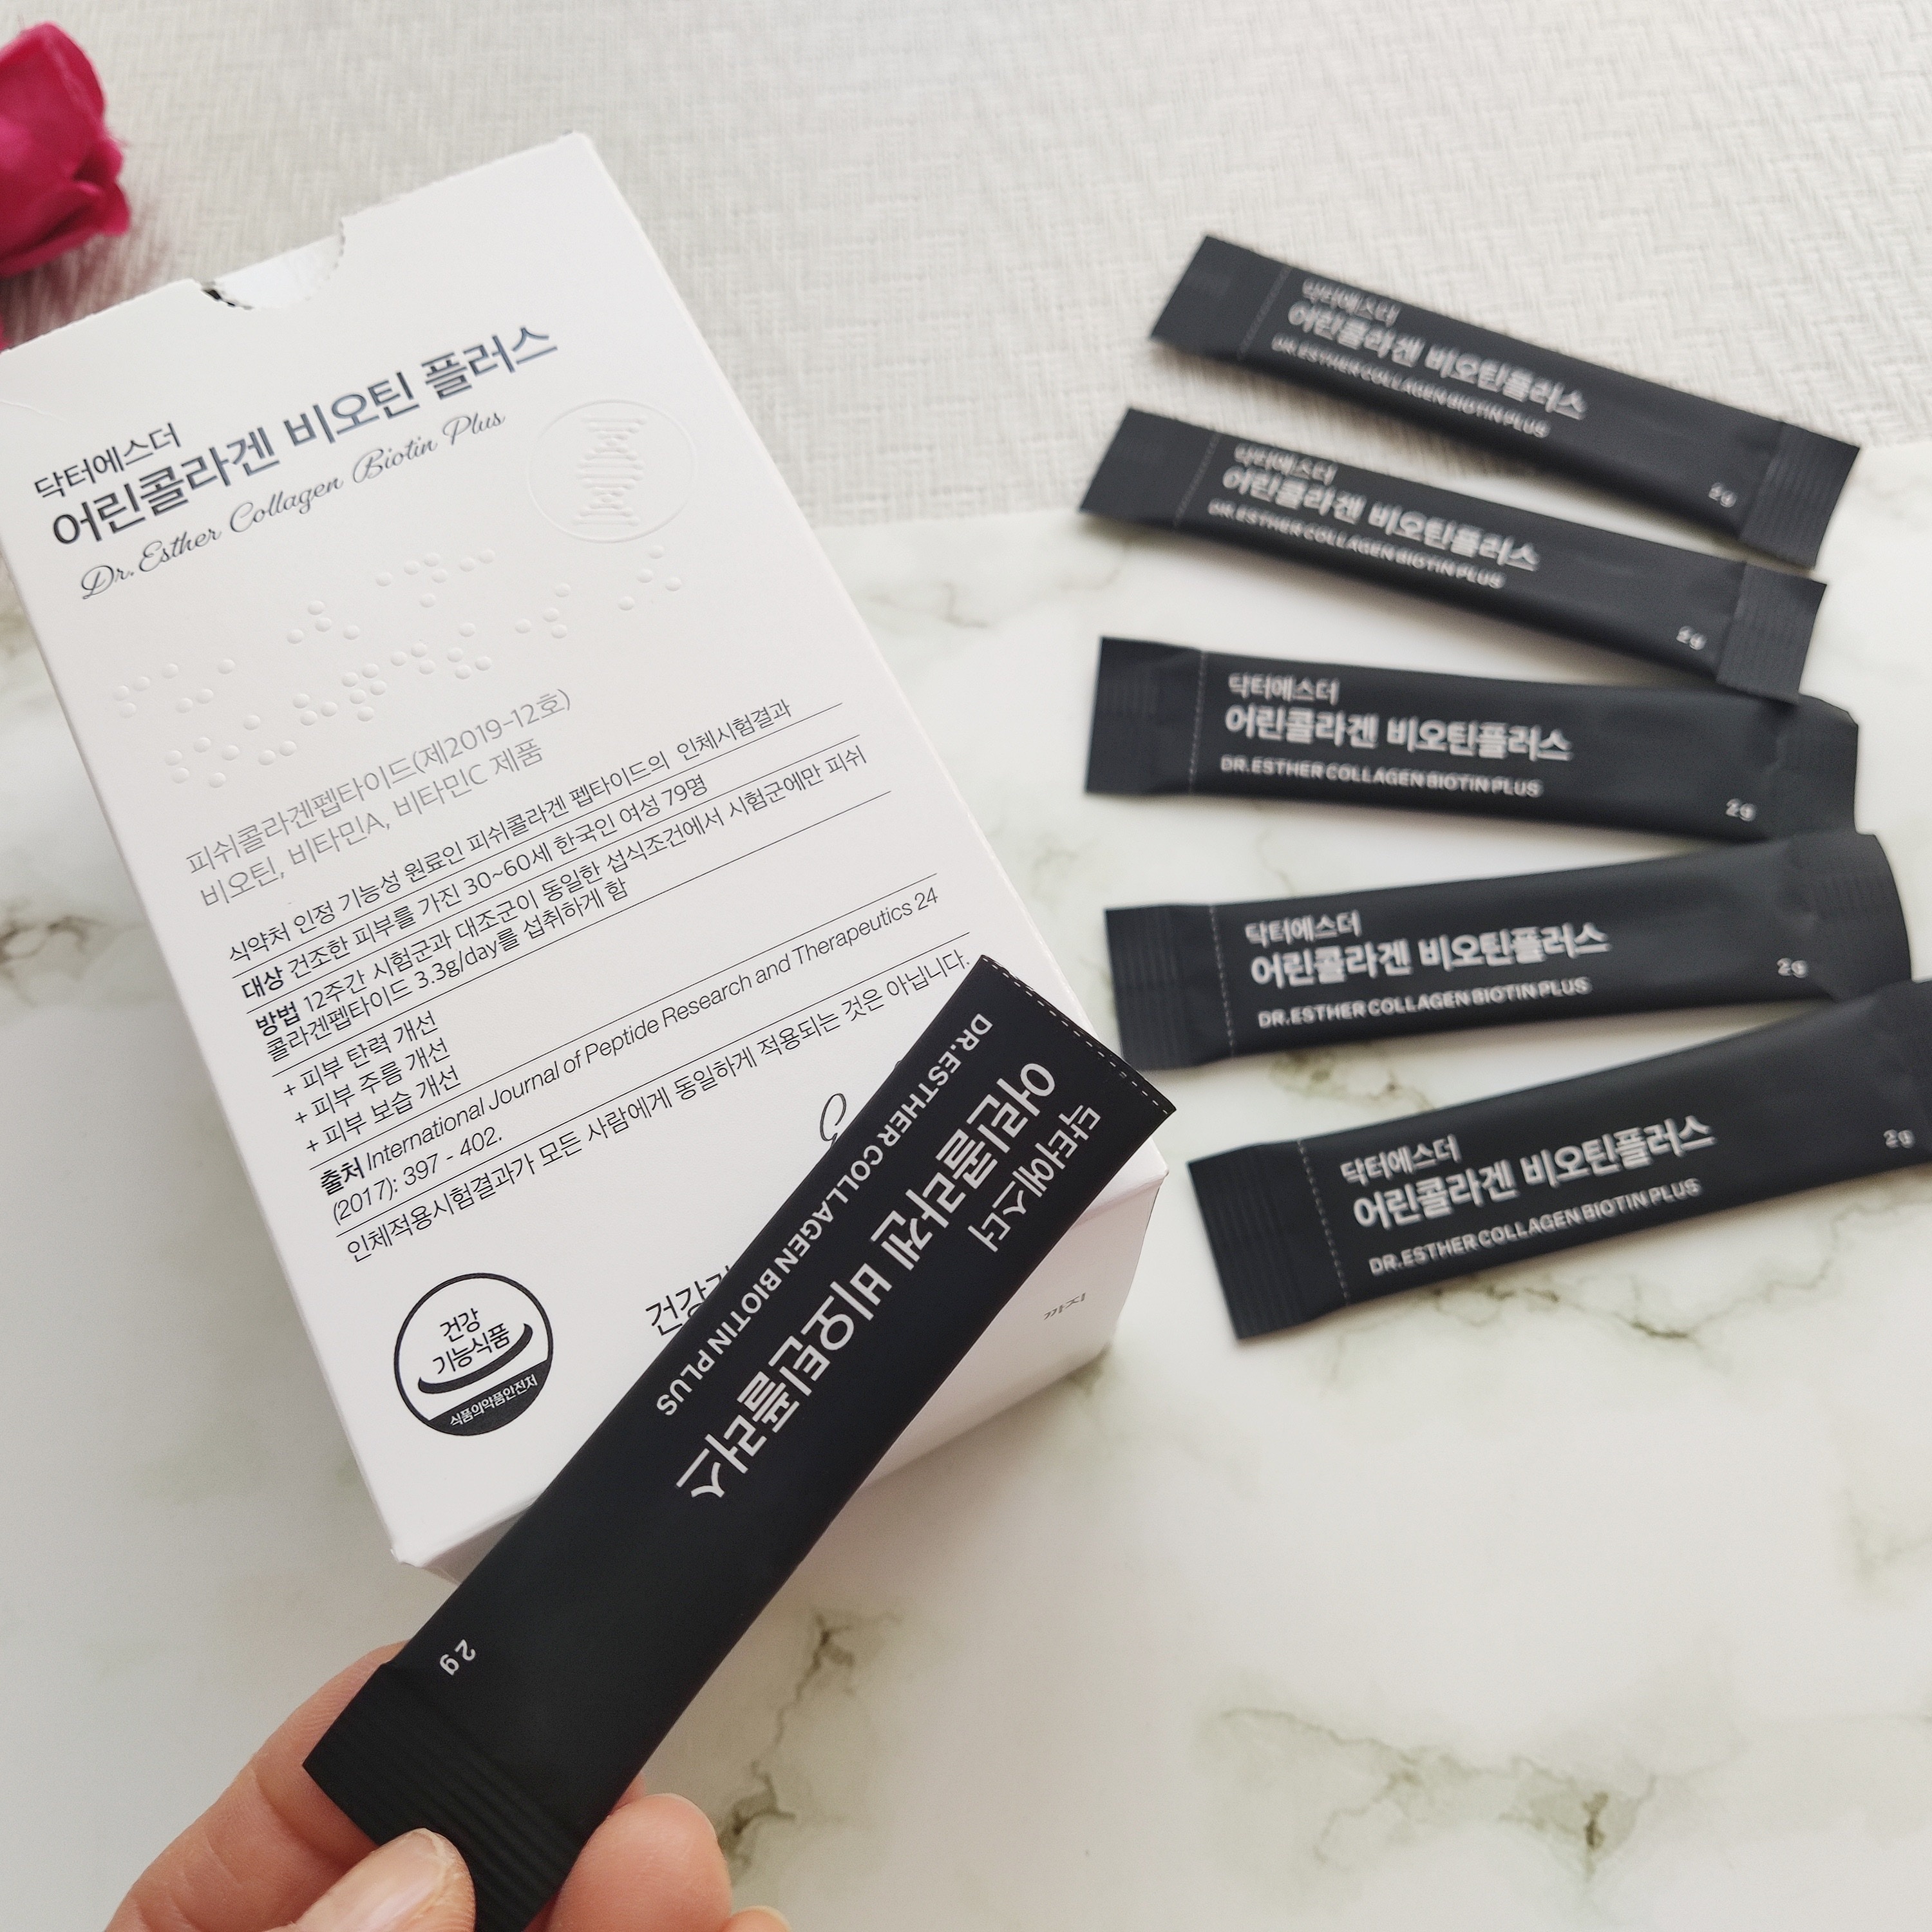 닥터에스더
어린콜라겐 비오틴 플러스
Dr. Esther Collagen Biotin Plus
피쉬콜라겐펩타이드(제2019-12호)
비오틴, 비타민A, 비타민C 제품
식약처 인정 기능성 원료인 피쉬콜라겐 펩타이드의 인체시험결과
대상 건조한 피부를 가진 30~60세 한국인 여성 79명
방법 12주간 시험군과 대조군이 동일한 섭식조건에서 시험군에만 피쉬
콜라겐펩타이드 3.3g/day를 섭취하게 함
+ 피부 탄력 개선
+ 피부 주름 개선
+ 피부 보습 개선
출처 International Journal of Peptide Research and Therapeutics 24
(2017): 397 - 402.
인체적용시험결과가 모든 사람에게 동일하게 적용되는 것은 아닙니다.
건강
기능식품
식품의약품안전처
건강
까지
닥터에스더
어린콜라겐 비오틴플러스
DR.ESTHER COLLAGEN BIOTIN PLUS
2g
닥터에스더
어린콜라겐 비오틴플러스
DR.ESTHER COLLAGEN BIOTIN PLUS
2g
닥터에스더
어린콜라겐 비오틴플러스
DR.ESTHER COLLAGEN BIOTIN PLUS
2g
닥터에스더
어린콜라겐 비오틴플러스
DR.ESTHER COLLAGEN BIOTIN PLUS
2g
닥터에스더
어린콜라겐 비오틴플러스
DR.ESTHER COLLAGEN BIOTIN PLUS
2g
닥터에스더
어린콜라겐 비오틴플러스
DR.ESTHER COLLAGEN BIOTIN PLUS
2g